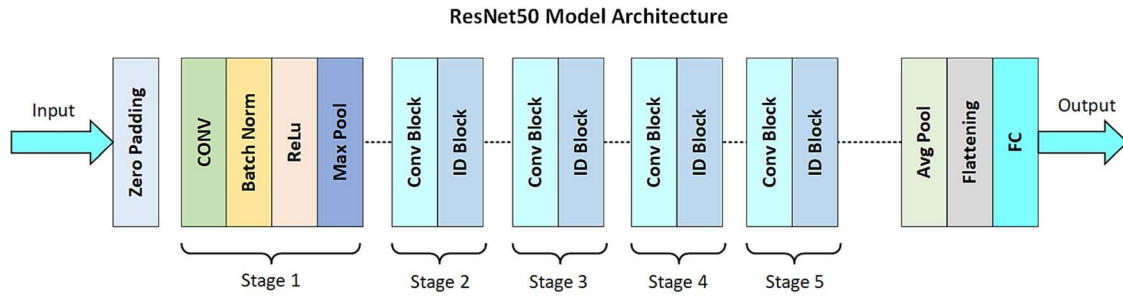 ResNet50 Model Architecture
Input
Zero Padding
CONV
Batch Norm
ReLu
Max Pool
Conv Block
ID Block
Conv Block
ID Block
Conv Block
ID Block
Conv Block
ID Block
Avg Pool
Flattening
FC
Output
Stage 1
Stage 2
Stage 3
Stage 4
Stage 5